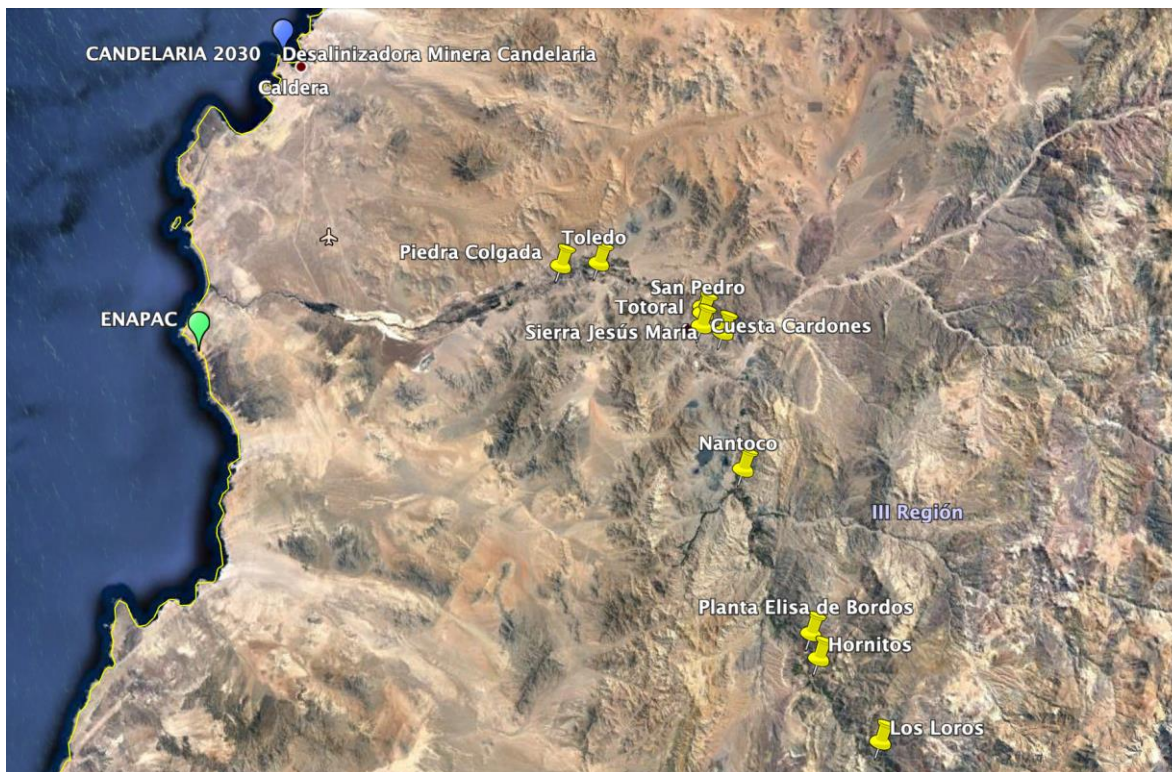 CANDELARIA 2030
Desalinizadora Minera Candelaria
Caldera
Toledo
Piedra Colgada
San Pedro
Totoral
ENAPAC
Sierra Jesús María
Cuesta Cardones
Nantoco
III Región
Planta Elisa de Bordos
Hornitos
Los Loros